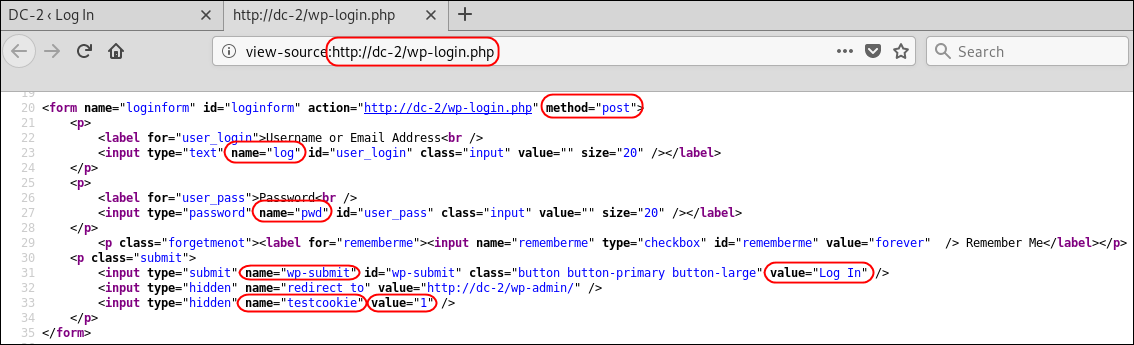 DC-2 ‹ Log In × http://dc-2/wp-login.php × +
view-source:http://dc-2/wp-login.php ••• Search
19
20 <form name="loginform" id="loginform" action="http://dc-2/wp-login.php" method="post">
21 <p>
22 <label for="user_login">Username or Email Address<br />
23 <input type="text" name="log" id="user_login" class="input" value="" size="20" /></label>
24 </p>
25 <p>
26 <label for="user_pass">Password<br />
27 <input type="password" name="pwd" id="user_pass" class="input" value="" size="20" /></label>
28 </p>
29 <p class="forgetmenot"><label for="rememberme"><input name="rememberme" type="checkbox" id="rememberme" value="forever"  /> Remember Me</label></p>
30 <p class="submit">
31 <input type="submit" name="wp-submit" id="wp-submit" class="button button-primary button-large" value="Log In" />
32 <input type="hidden" name="redirect_to" value="http://dc-2/wp-admin/" />
33 <input type="hidden" name="testcookie" value="1" />
34 </p>
35 </form>